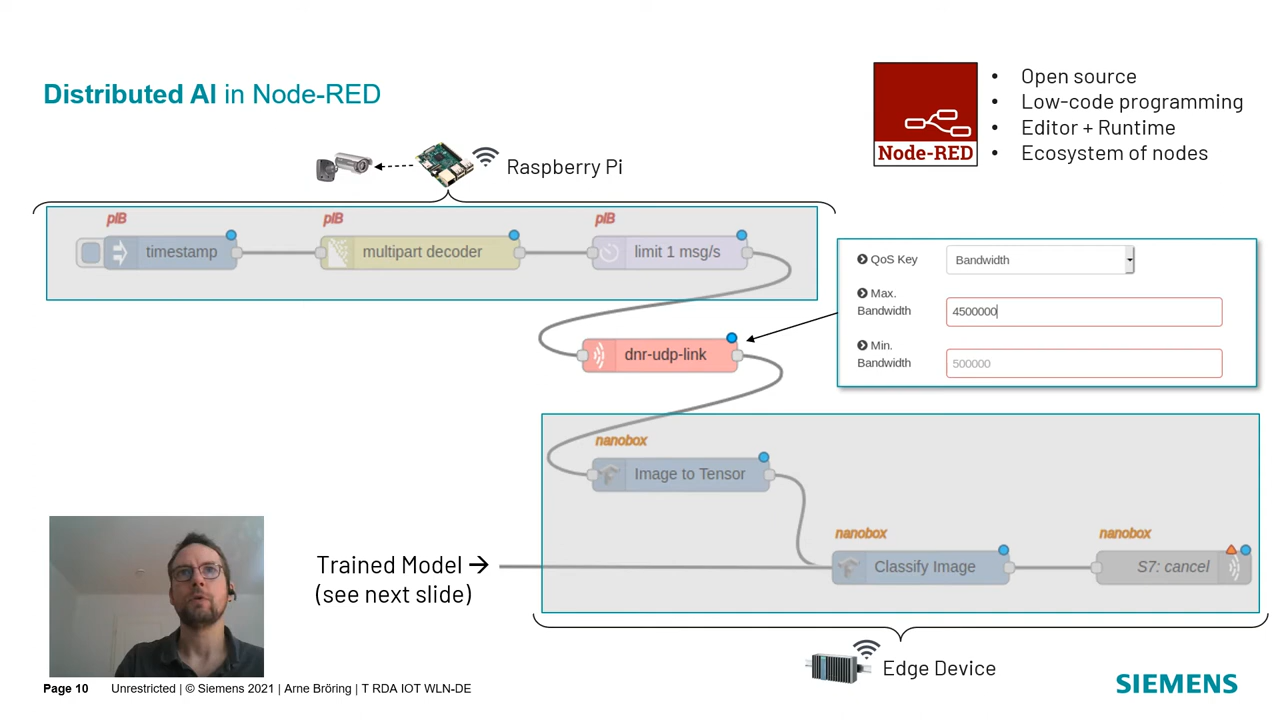 Distributed AI in Node-RED
Node-RED
• Open source
• Low-code programming
• Editor + Runtime
• Ecosystem of nodes
Raspberry Pi
pIB
pIB
pIB
timestamp
multipart decoder
limit 1 msg/s
QoS Key
Bandwidth
Max.
Bandwidth
4500000
Min.
Bandwidth
500000
dnr-udp-link
nanobox
Image to Tensor
nanobox
nanobox
Trained Model →
(see next slide)
Classify Image
S7: cancel
Edge Device
Page 10 Unrestricted | © Siemens 2021 | Arne Bröring | T RDA IOT WLN-DE
SIEMENS